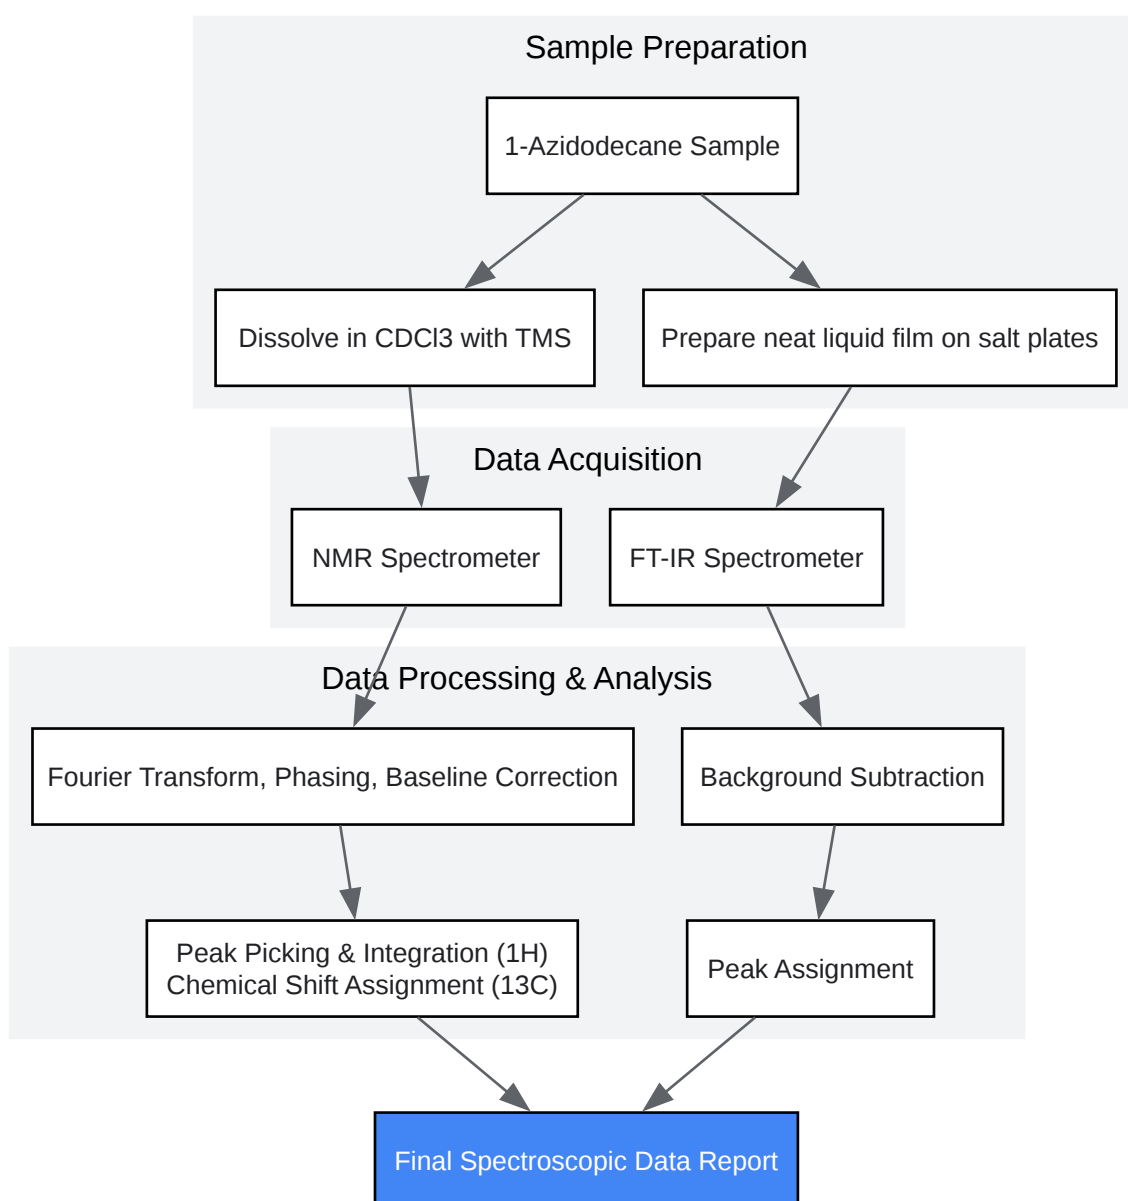 Sample Preparation
1-Azidodecane Sample
Dissolve in CDCl3 with TMS
Prepare neat liquid film on salt plates
Data Acquisition
NMR Spectrometer
FT-IR Spectrometer
Data Processing & Analysis
Fourier Transform, Phasing, Baseline Correction
Background Subtraction
Peak Picking & Integration (1H)
Chemical Shift Assignment (13C)
Peak Assignment
Final Spectroscopic Data Report